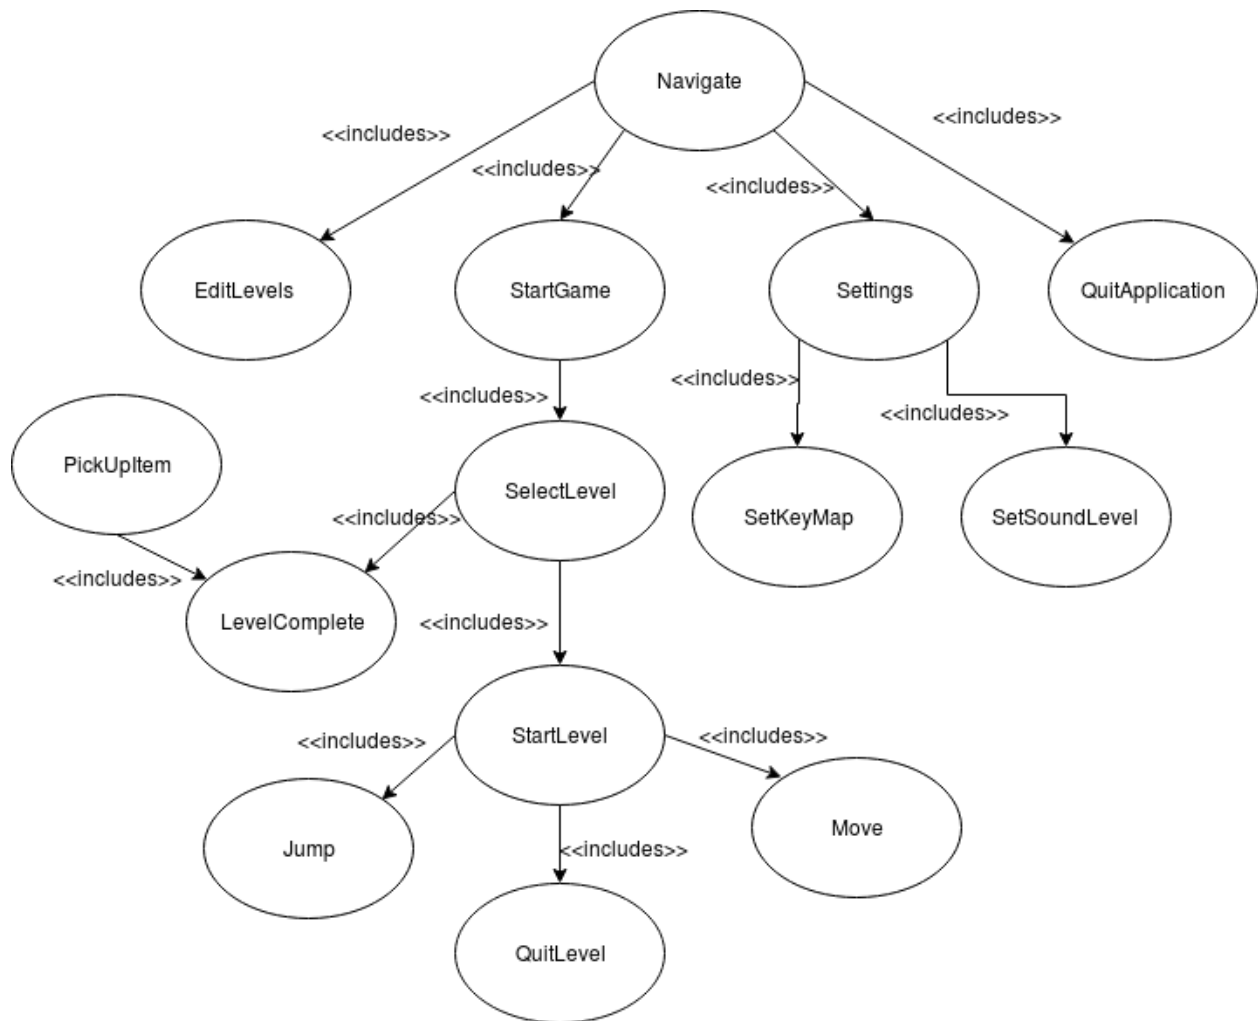 Navigate
<<includes>>
<<includes>>
<<includes>>
<<includes>>
EditLevels
StartGame
Settings
QuitApplication
<<includes>>
<<includes>>
<<includes>>
PickUpItem
SelectLevel
SetKeyMap
SetSoundLevel
<<includes>>
<<includes>>
LevelComplete
<<includes>>
StartLevel
<<includes>>
<<includes>>
Jump
Move
<<includes>>
QuitLevel